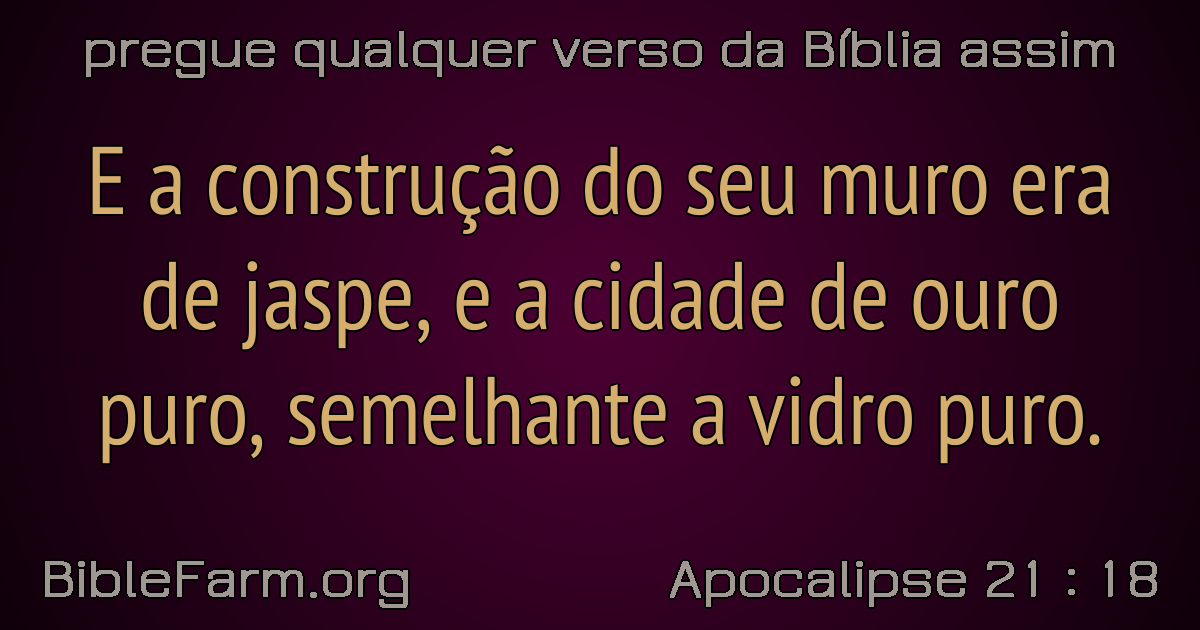 pregue qualquer verso da Bíblia assim
E a construção do seu muro era
de jaspe, e a cidade de ouro
puro, semelhante a vidro puro.
BibleFarm.org
Apocalipse 21 : 18